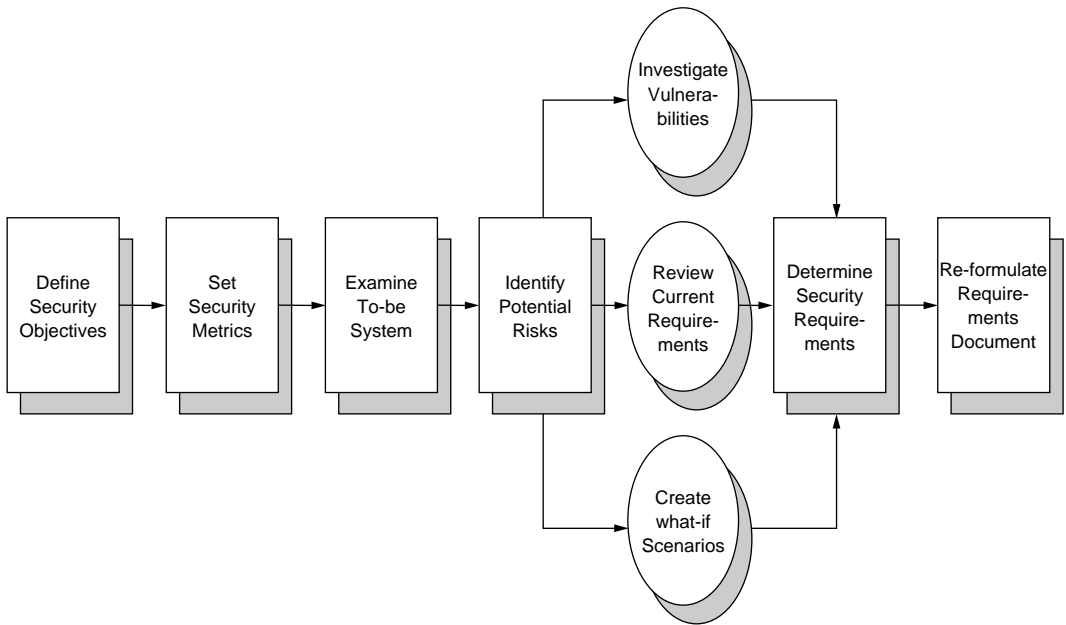 Define
Security
Objectives
Set
Security
Metrics
Examine
To-be
System
Identify
Potential
Risks
Investigate
Vulnera-
bilities
Review
Current
Require-
ments
Create
what-if
Scenarios
Determine
Security
Require-
ments
Re-formulate
Require-
ments
Document